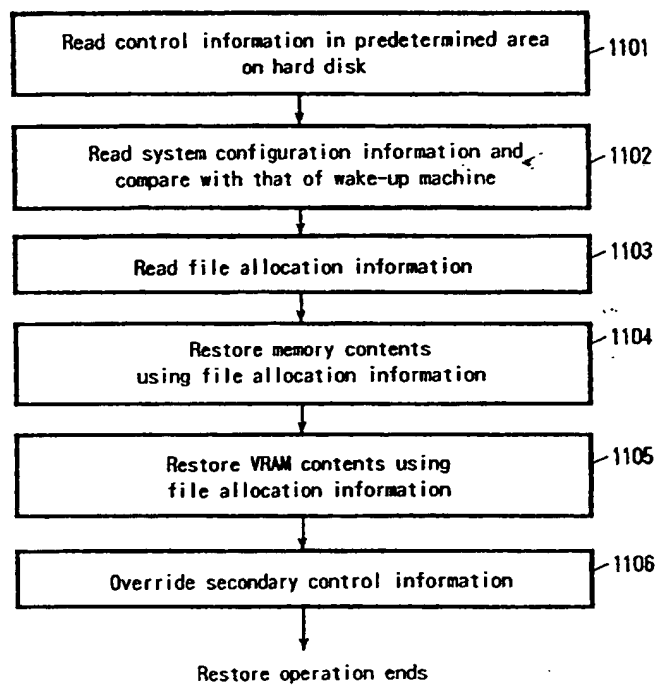 Read control information in predetermined area
on hard disk
1101
Read system configuration information and
compare with that of wake-up machine
1102
Read file allocation information
1103
Restore memory contents
using file allocation information
1104
Restore VRAM contents using
file allocation information
1105
Override secondary control information
1106
Restore operation ends